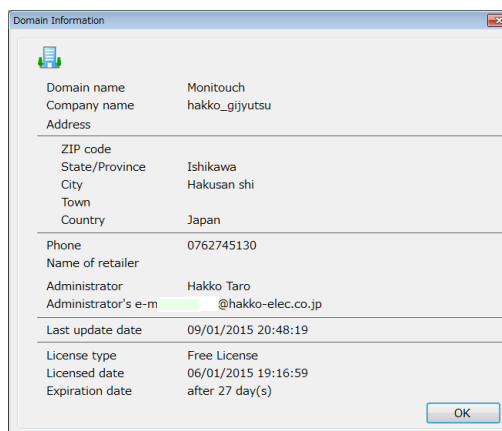 Domain Information
Domain name Monitouch
Company name hakko_gijyutsu
Address
ZIP code
State/Province Ishikawa
City Hakusan shi
Town
Country Japan
Phone 0762745130
Name of retailer
Administrator Hakko Taro
Administrator's e-m @hakko-elec.co.jp
Last update date 09/01/2015 20:48:19
License type Free License
Licensed date 06/01/2015 19:16:59
Expiration date after 27 day(s)
OK